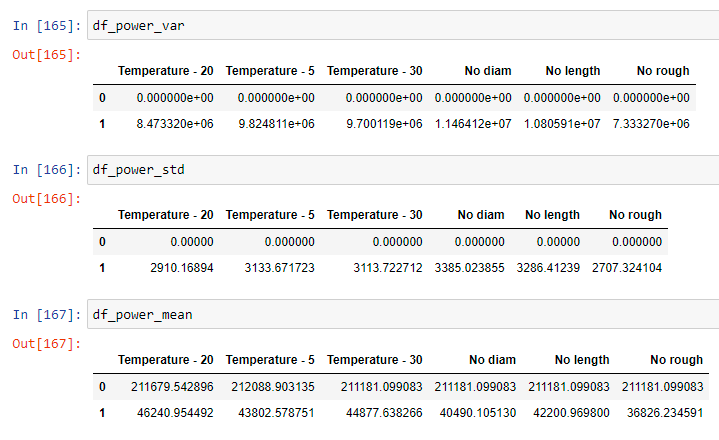 In [165]: df_power_var
Out[165]:
Temperature - 20 Temperature - 5 Temperature - 30 No diam No length No rough
0 0.000000e+00 0.000000e+00 0.000000e+00 0.000000e+00 0.000000e+00 0.000000e+00
1 8.473320e+06 9.824811e+06 9.700119e+06 1.146412e+07 1.080591e+07 7.333270e+06
In [166]: df_power_std
Out[166]:
Temperature - 20 Temperature - 5 Temperature - 30 No diam No length No rough
0 0.00000 0.000000 0.000000 0.000000 0.00000 0.000000
1 2910.16894 3133.671723 3113.722712 3385.023855 3286.41239 2707.324104
In [167]: df_power_mean
Out[167]:
Temperature - 20 Temperature - 5 Temperature - 30 No diam No length No rough
0 211679.542896 212088.903135 211181.099083 211181.099083 211181.099083 211181.099083
1 46240.954492 43802.578751 44877.638266 40490.105130 42200.969800 36826.234591